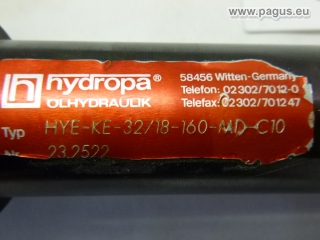 © www.pagus.eu
hydropa®
ÖLHYDRAULIK
58456 Witten-Germany
Telefon: 02302/7012-0
Telefax: 02302/701247
Typ HYE-KE-32/18-160-MD-C10
Nr. 23.2522